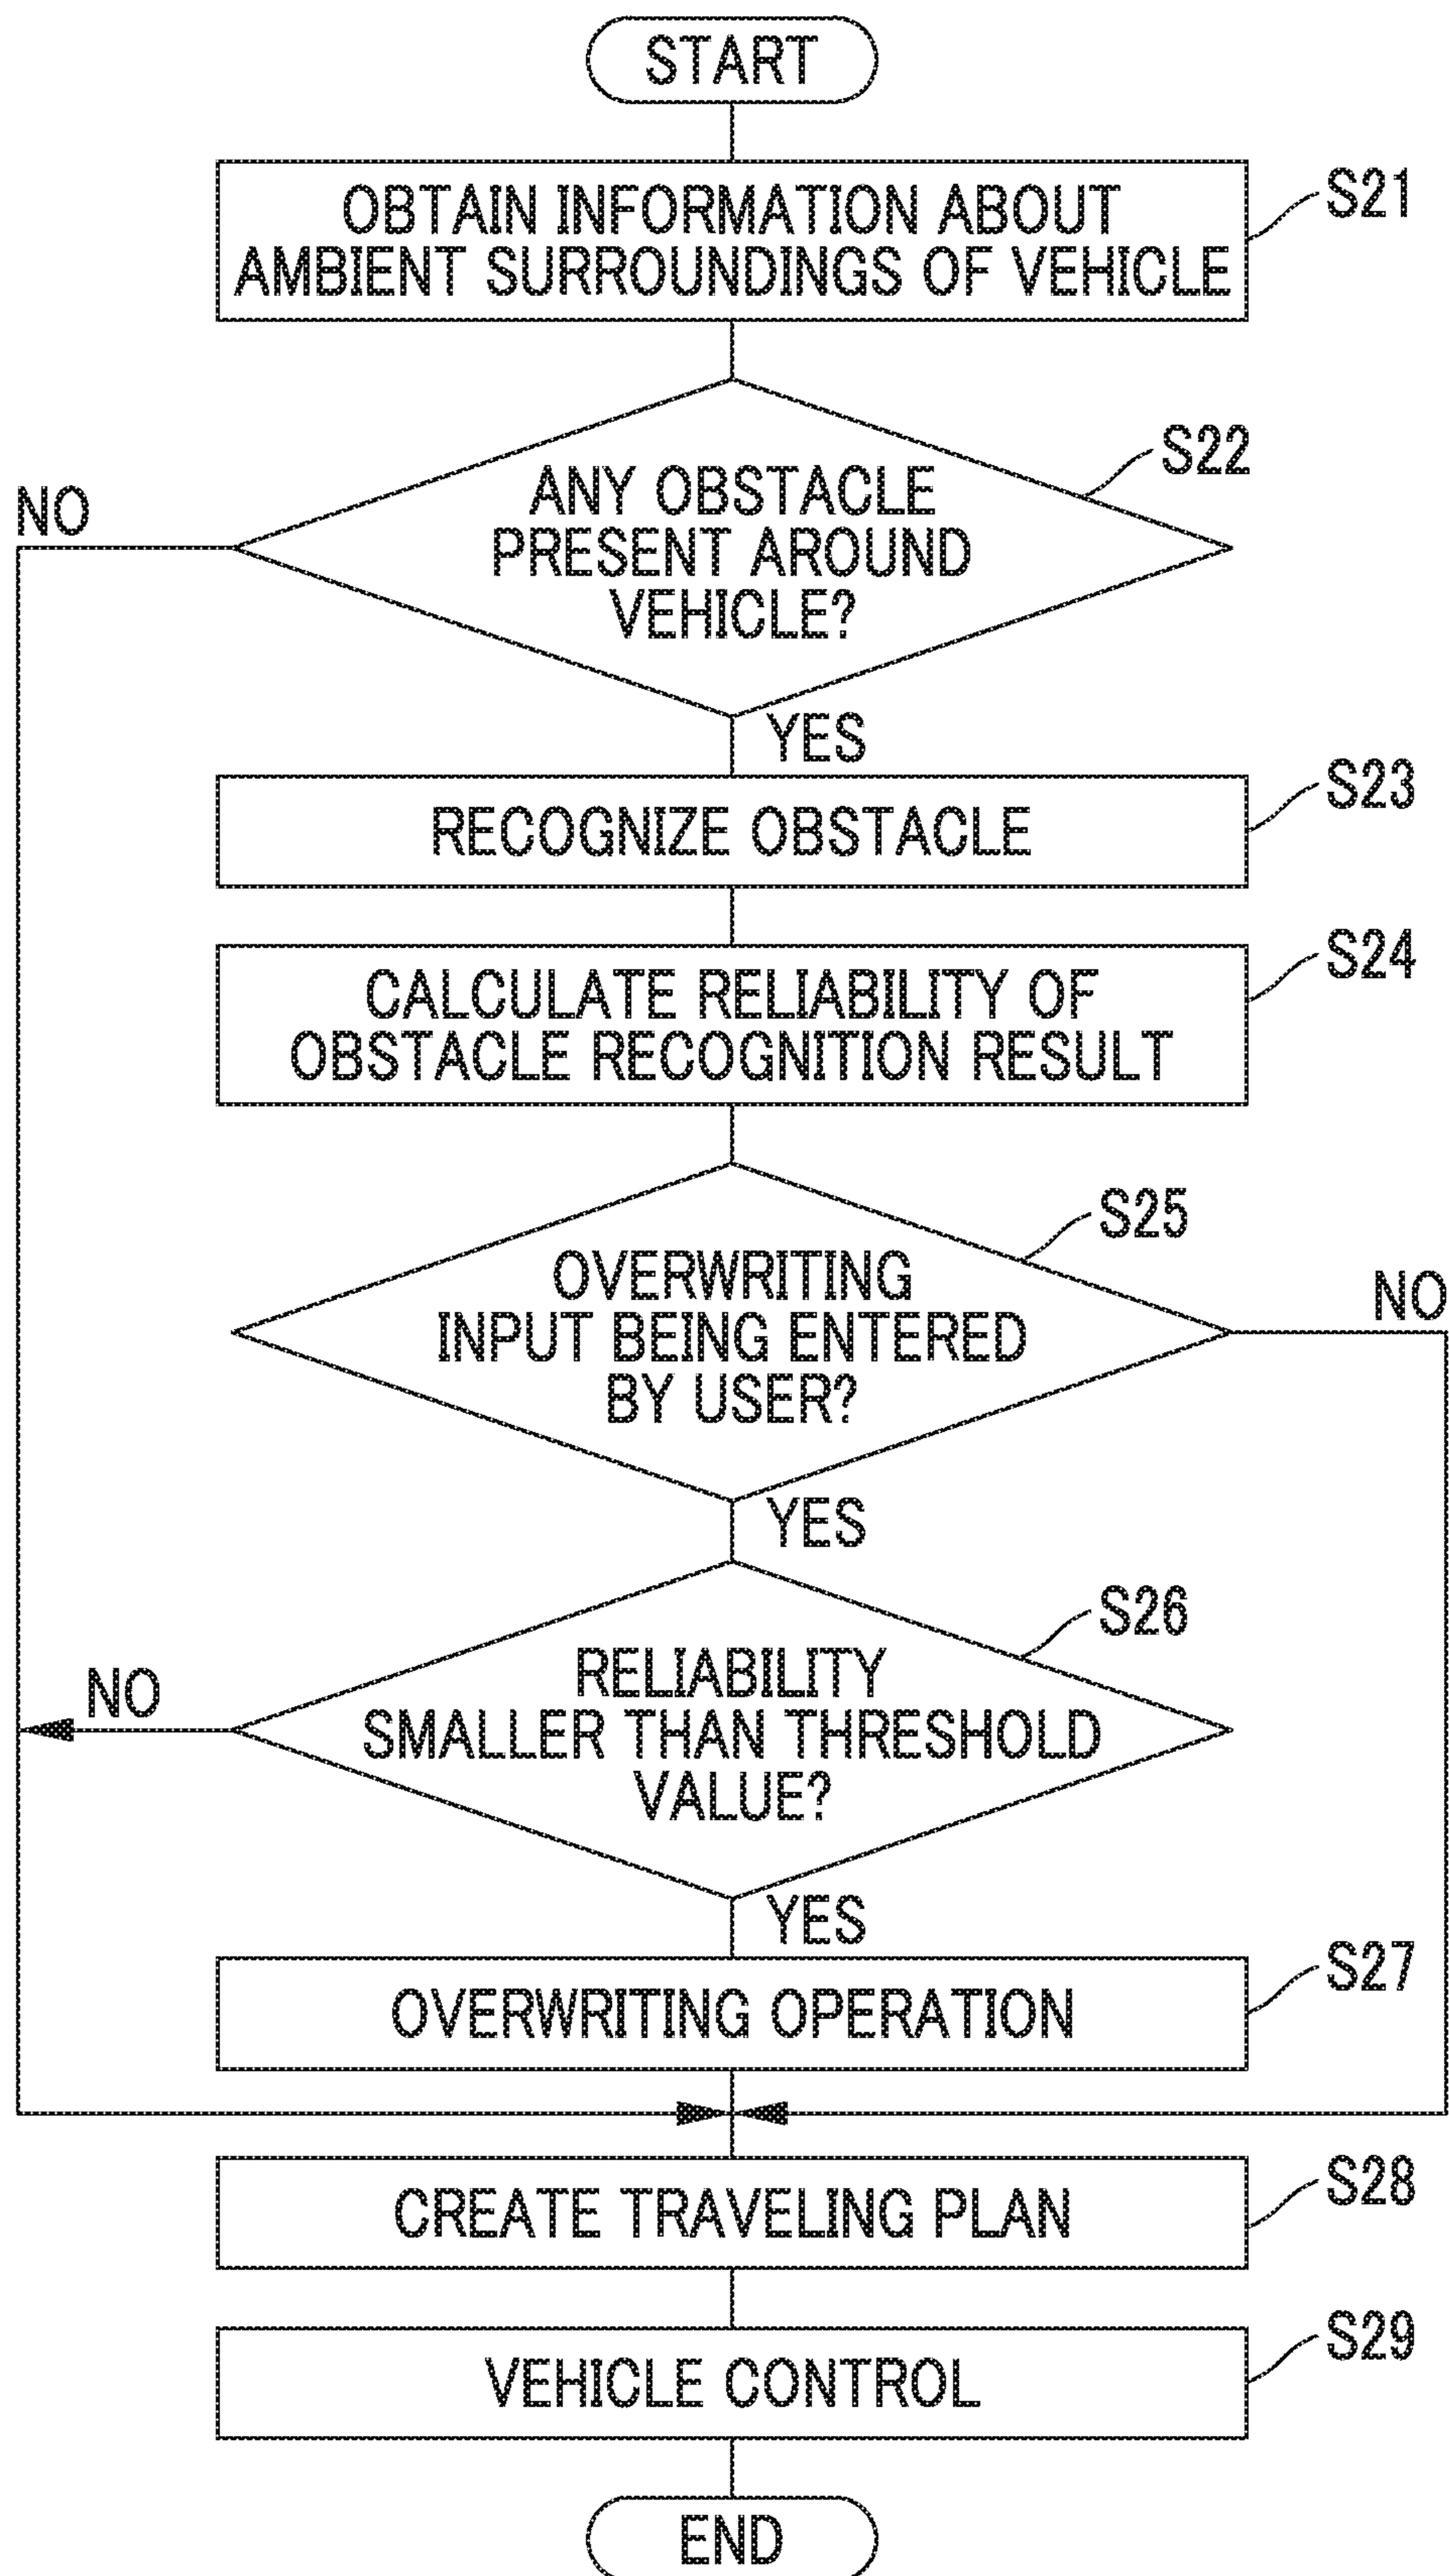 START
OBTAIN INFORMATION ABOUT
AMBIENT SURROUNDINGS OF VEHICLE
S21
ANY OBSTACLE
PRESENT AROUND
VEHICLE?
S22
NO
YES
RECOGNIZE OBSTACLE
S23
CALCULATE RELIABILITY OF
OBSTACLE RECOGNITION RESULT
S24
OVERWRITING
INPUT BEING ENTERED
BY USER?
S25
NO
YES
RELIABILITY
SMALLER THAN THRESHOLD
VALUE?
S26
NO
YES
OVERWRITING OPERATION
S27
CREATE TRAVELING PLAN
S28
VEHICLE CONTROL
S29
END